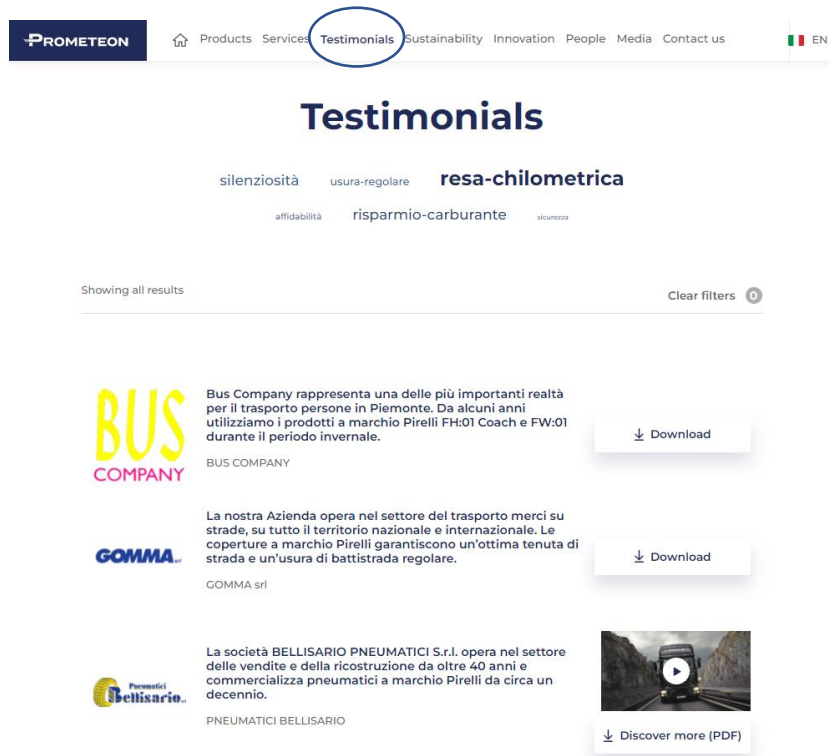 PROMETEON Products Services Testimonials Sustainability Innovation People Media Contact us EN
Testimonials
silenziosità usura-regolare resa-chilometrica
affidabilità risparmio-carburante sicurezza
Showing all results
Clear filters 0
BUS
COMPANY
Bus Company rappresenta una delle più importanti realtà
per il trasporto persone in Piemonte. Da alcuni anni
utilizziamo i prodotti a marchio Pirelli FH:01 Coach e FW:01
durante il periodo invernale.
BUS COMPANY
Download
GOMMA
La nostra Azienda opera nel settore del trasporto merci su
strade, su tutto il territorio nazionale e internazionale. Le
coperture a marchio Pirelli garantiscono un'ottima tenuta di
strada e un'usura di battistrada regolare.
GOMMA srl
Download
Pneumatici
Bellisario
La società BELLISARIO PNEUMATICI S.r.l. opera nel settore
delle vendite e della ricostruzione da oltre 40 anni e
commercializza pneumatici a marchio Pirelli da circa un
decennio.
PNEUMATICI BELLISARIO
Discover more (PDF)